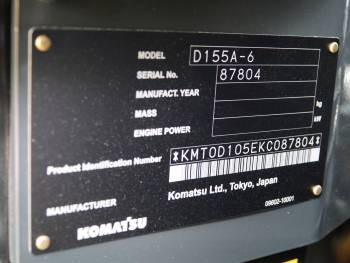 MODEL D155A-6
SERIAL No. 87804
MANUFACT. YEAR
MASS kg
ENGINE POWER kW
Product Identification Number *KMT0D105EKC087804*
MANUFACTURER Komatsu Ltd., Tokyo, Japan
KOMATSU 09602-10001